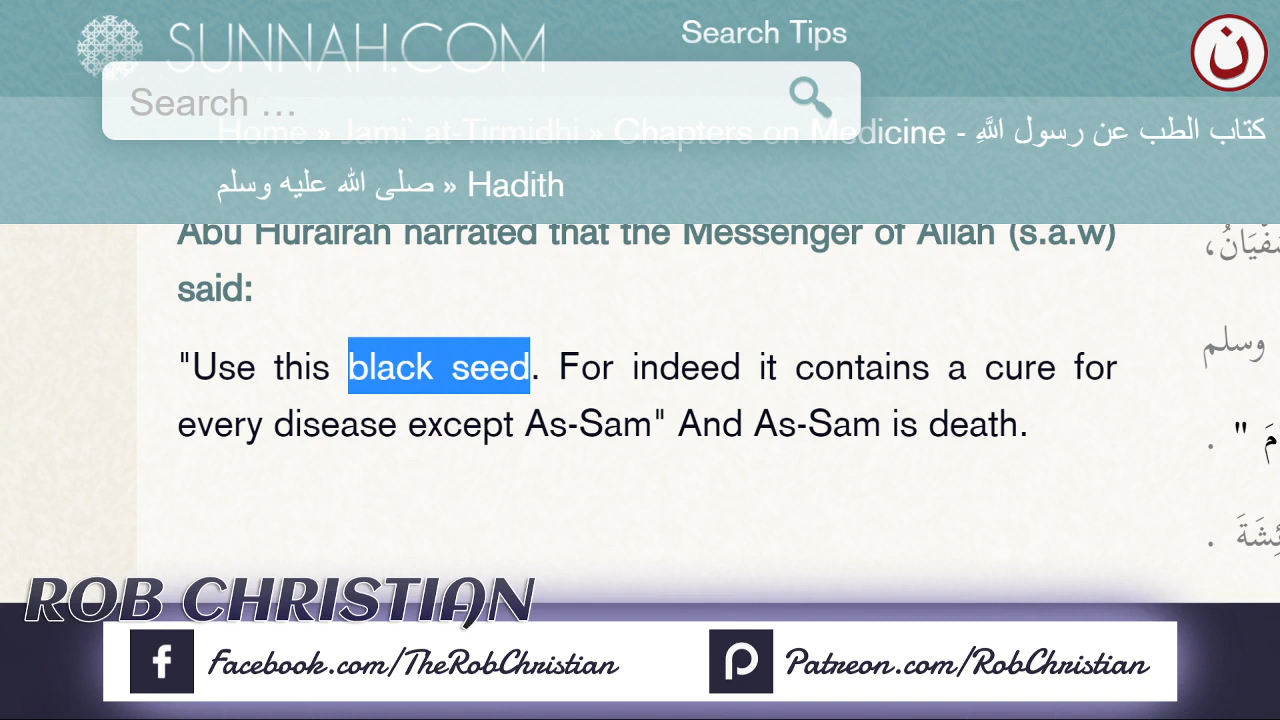 SUNNAH.COM
Search Tips
ن
Search ...
Home » Jami` at-Tirmidhi » Chapters on Medicine - كتاب الطب عن رسول اللَّهِ
صلى الله عليه وسلم » Hadith
Abu Hurairah narrated that the Messenger of Allah (s.a.w)
said:
"Use this black seed. For indeed it contains a cure for
every disease except As-Sam" And As-Sam is death.
وسلم
ROB CHRISTIAN
Facebook.com/TheRobChristian
Patreon.com/RobChristian